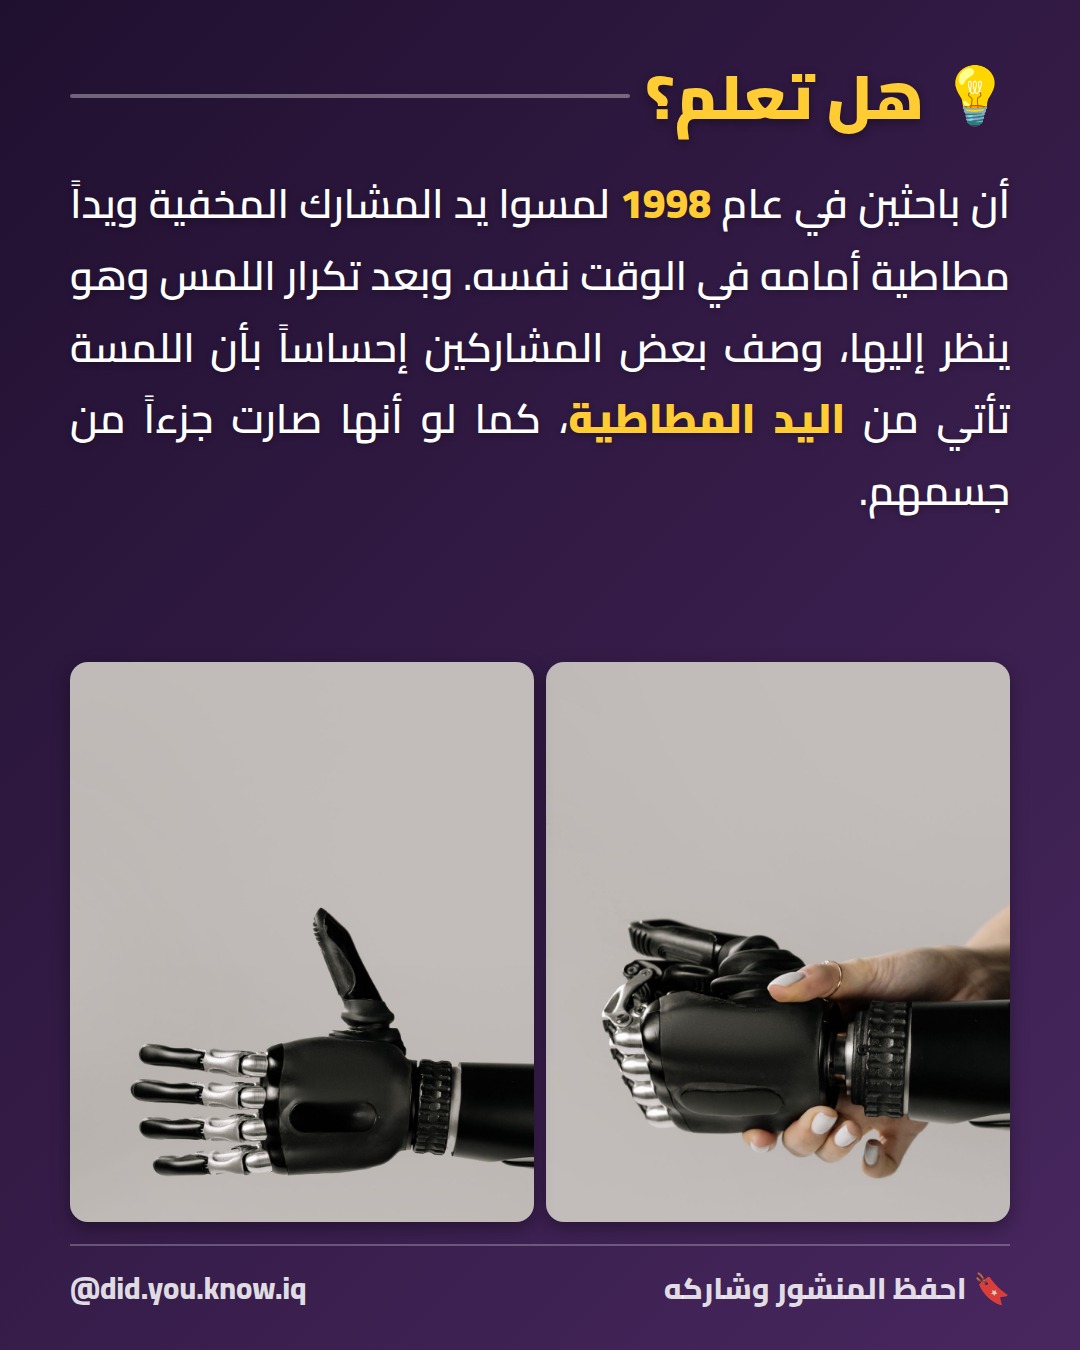 هل تعلم؟
أن باحثين في عام 1998 لمسوا يد المشارك المخفية ويداً
مطاطية أمامه في الوقت نفسه. وبعد تكرار اللمس وهو
ينظر إليها، وصف بعض المشاركين إحساساً بأن اللمسة
تأتي من اليد المطاطية، كما لو أنها صارت جزءاً من
جسمهم.
احفظ المنشور وشاركه
@did.you.know.iq